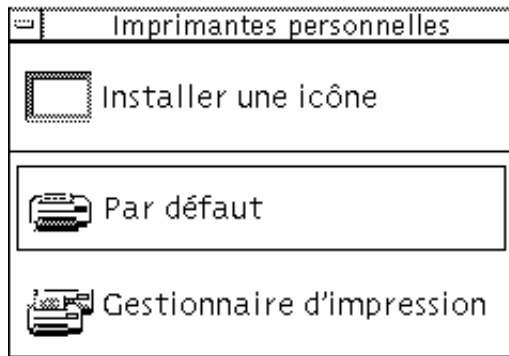 Imprimantes personnelles
Installer une icône
Par défaut
Gestionnaire d'impression